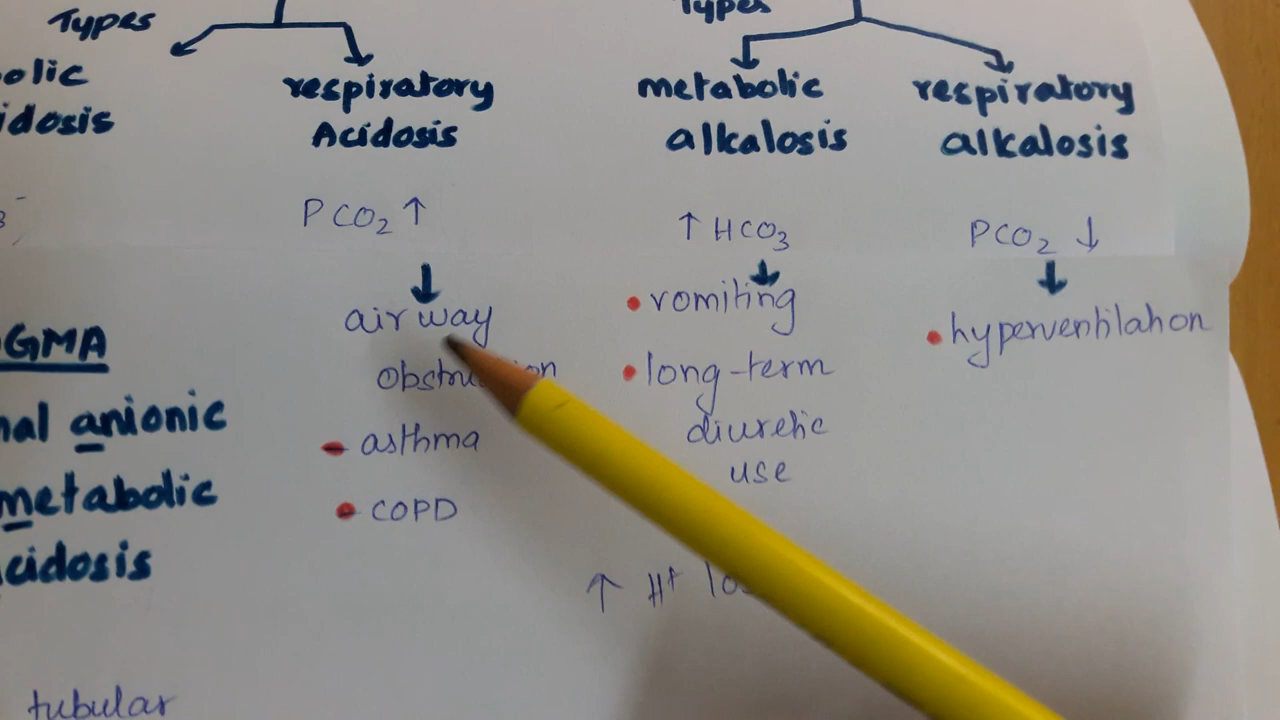 Types
Types
olic
idosis
respiratory
Acidosis
PCO₂ ↑
↓
air way
obstruction
asthma
COPD
metabolic
alkalosis
↑ HCO₃
↓
• vomiting
• long-term
diuretic
use
↑ H⁺
respiratory
alkalosis
PCO₂ ↓
↓
• hyperventilation
GMA
nal anionic
metabolic
cidosis
tubular